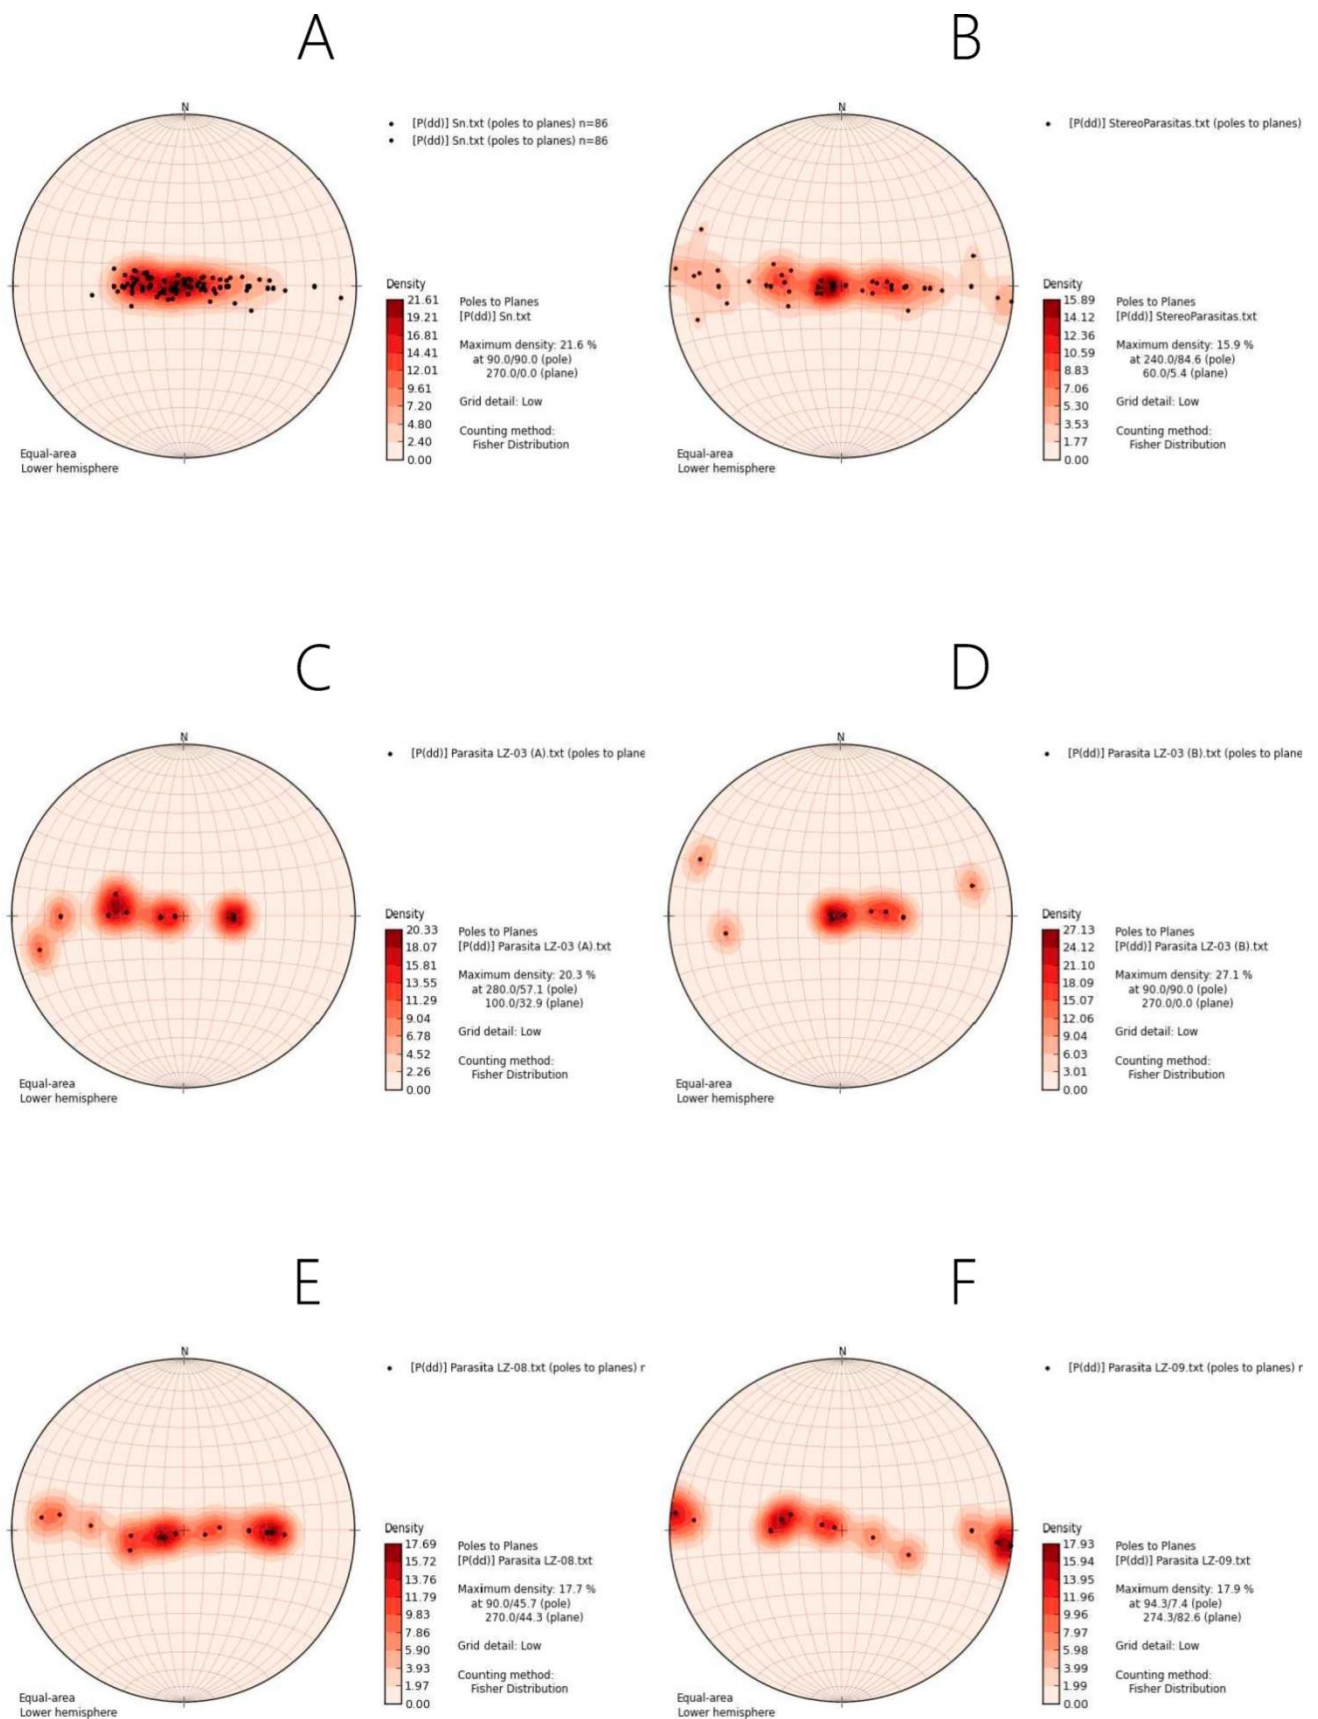 A
N
[P(dd)] Sn.txt (poles to planes) n=86
[P(dd)] Sn.txt (poles to planes) n=86
Density
21.61
19.21
16.81
14.41
12.01
9.61
7.20
4.80
2.40
0.00
Poles to Planes
[P(dd)] Sn.txt
Maximum density: 21.6 %
at 90.0/90.0 (pole)
270.0/0.0 (plane)
Grid detail: Low
Counting method:
Fisher Distribution
Equal-area
Lower hemisphere
B
N
[P(dd)] StereoParasitas.txt (poles to planes)
Density
15.89
14.12
12.36
10.59
8.83
7.06
5.30
3.53
1.77
0.00
Poles to Planes
[P(dd)] StereoParasitas.txt
Maximum density: 15.9 %
at 240.0/84.6 (pole)
60.0/5.4 (plane)
Grid detail: Low
Counting method:
Fisher Distribution
Equal-area
Lower hemisphere
C
N
[P(dd)] Parasita LZ-03 (A).txt (poles to plane
Density
20.33
18.07
15.81
13.55
11.29
9.04
6.78
4.52
2.26
0.00
Poles to Planes
[P(dd)] Parasita LZ-03 (A).txt
Maximum density: 20.3 %
at 280.0/57.1 (pole)
100.0/32.9 (plane)
Grid detail: Low
Counting method:
Fisher Distribution
Equal-area
Lower hemisphere
D
N
[P(dd)] Parasita LZ-03 (B).txt (poles to plane
Density
27.13
24.12
21.10
18.09
15.07
12.06
9.04
6.03
3.01
0.00
Poles to Planes
[P(dd)] Parasita LZ-03 (B).txt
Maximum density: 27.1 %
at 90.0/90.0 (pole)
270.0/0.0 (plane)
Grid detail: Low
Counting method:
Fisher Distribution
Equal-area
Lower hemisphere
E
N
[P(dd)] Parasita LZ-08.txt (poles to planes) r
Density
17.69
15.72
13.76
11.79
9.83
7.86
5.90
3.93
1.97
0.00
Poles to Planes
[P(dd)] Parasita LZ-08.txt
Maximum density: 17.7 %
at 90.0/45.7 (pole)
270.0/44.3 (plane)
Grid detail: Low
Counting method:
Fisher Distribution
Equal-area
Lower hemisphere
F
N
[P(dd)] Parasita LZ-09.txt (poles to planes) r
Density
17.93
15.94
13.95
11.96
9.96
7.97
5.98
3.99
1.99
0.00
Poles to Planes
[P(dd)] Parasita LZ-09.txt
Maximum density: 17.9 %
at 94.3/7.4 (pole)
274.3/82.6 (plane)
Grid detail: Low
Counting method:
Fisher Distribution
Equal-area
Lower hemisphere